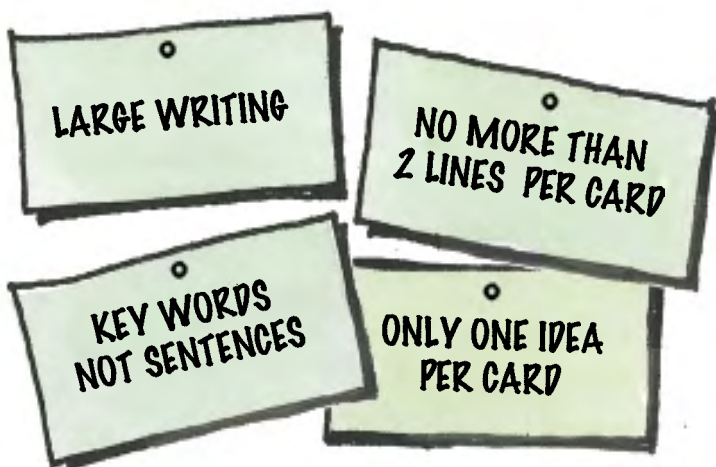 LARGE WRITING
NO MORE THAN
2 LINES PER CARD
KEY WORDS
NOT SENTENCES
ONLY ONE IDEA
PER CARD